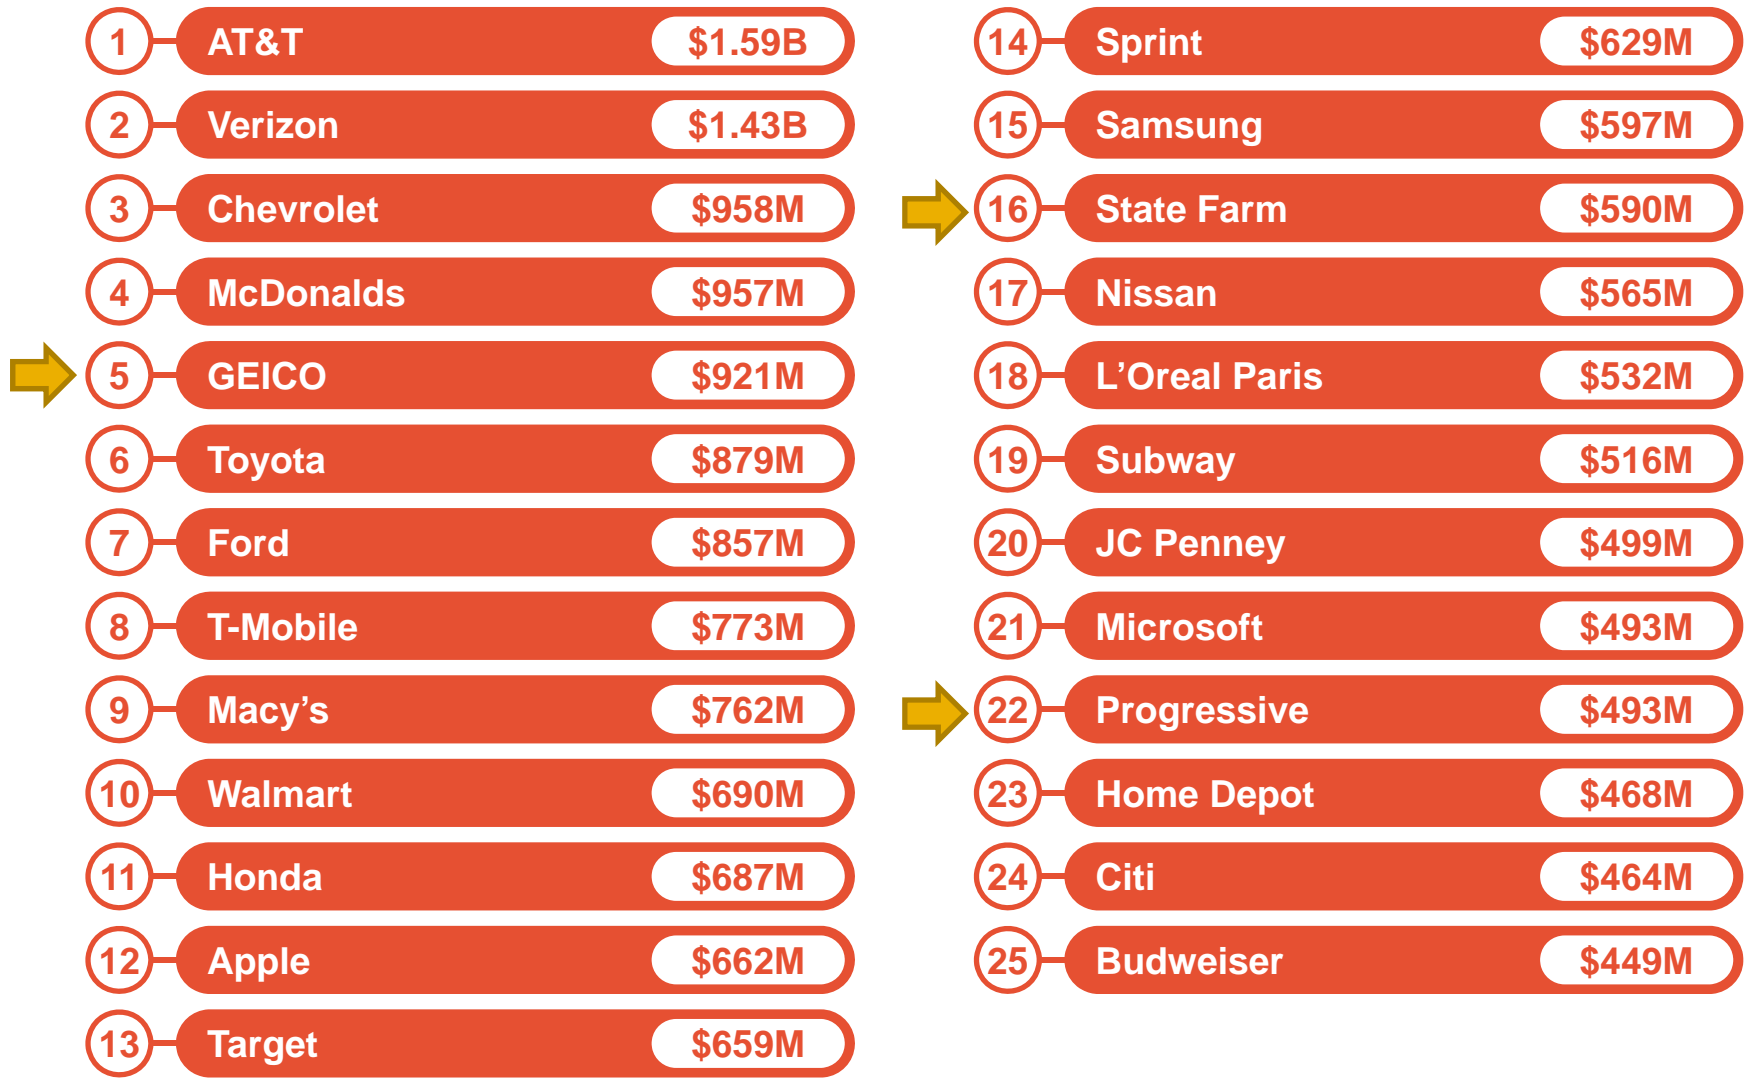 1 AT&T $1.59B
2 Verizon $1.43B
3 Chevrolet $958M
4 McDonalds $957M
5 GEICO $921M
6 Toyota $879M
7 Ford $857M
8 T-Mobile $773M
9 Macy’s $762M
10 Walmart $690M
11 Honda $687M
12 Apple $662M
13 Target $659M
14 Sprint $629M
15 Samsung $597M
16 State Farm $590M
17 Nissan $565M
18 L’Oreal Paris $532M
19 Subway $516M
20 JC Penney $499M
21 Microsoft $493M
22 Progressive $493M
23 Home Depot $468M
24 Citi $464M
25 Budweiser $449M